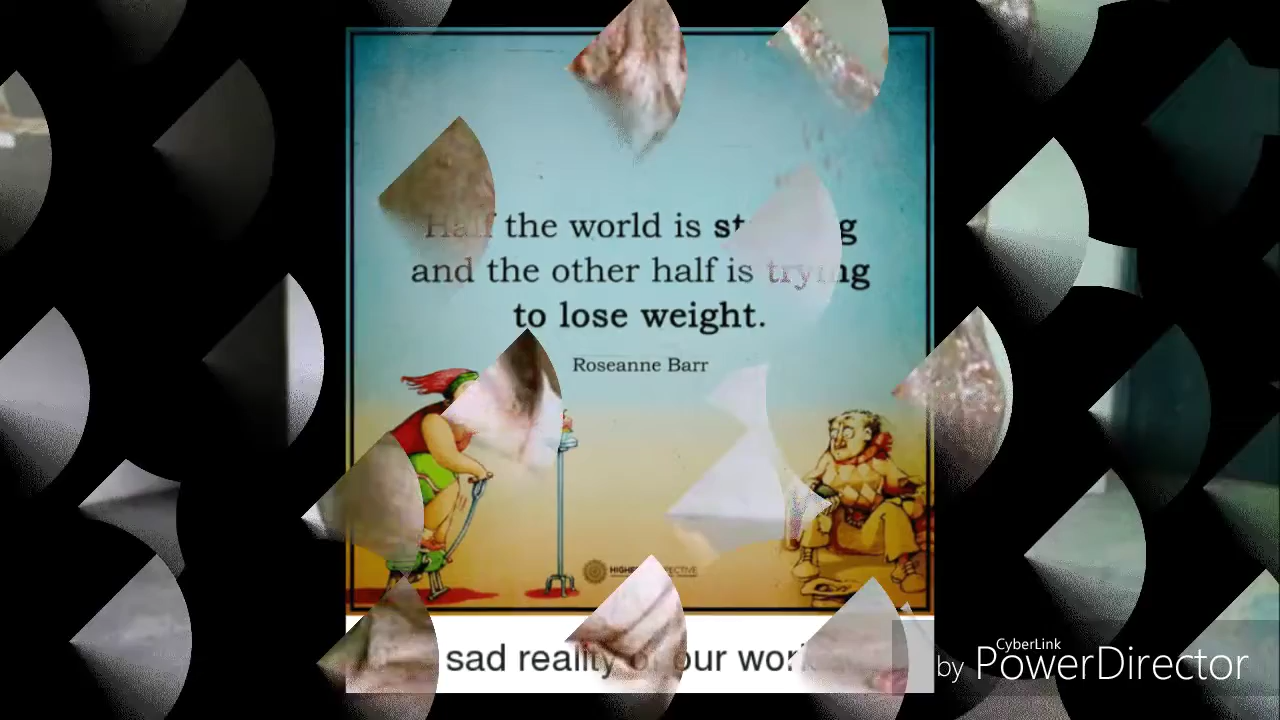 the world is
and the other half is trying
to lose weight.
Roseanne Barr
sad reality our
CyberLink
by PowerDirector